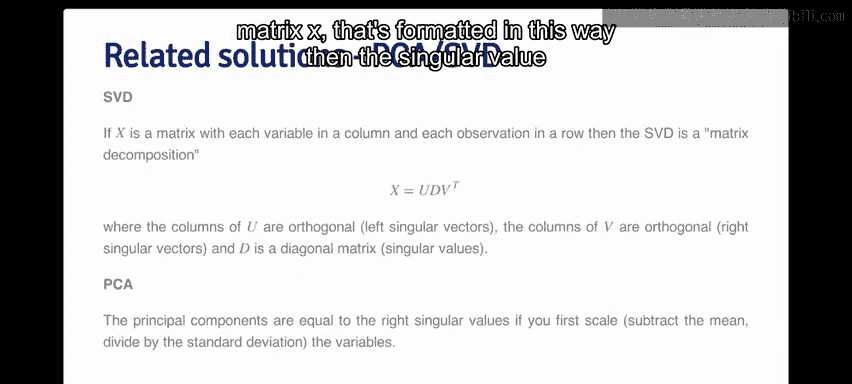 matrix x, that's formatted in this way
then the singular value
Related solutions - PCA/SVD
SVD
If X is a matrix with each variable in a column and each observation in a row then the SVD is a "matrix
decomposition"
X = UDV^T
where the columns of U are orthogonal (left singular vectors), the columns of V are orthogonal (right
singular vectors) and D is a diagonal matrix (singular values).
PCA
The principal components are equal to the right singular values if you first scale (subtract the mean,
divide by the standard deviation) the variables.